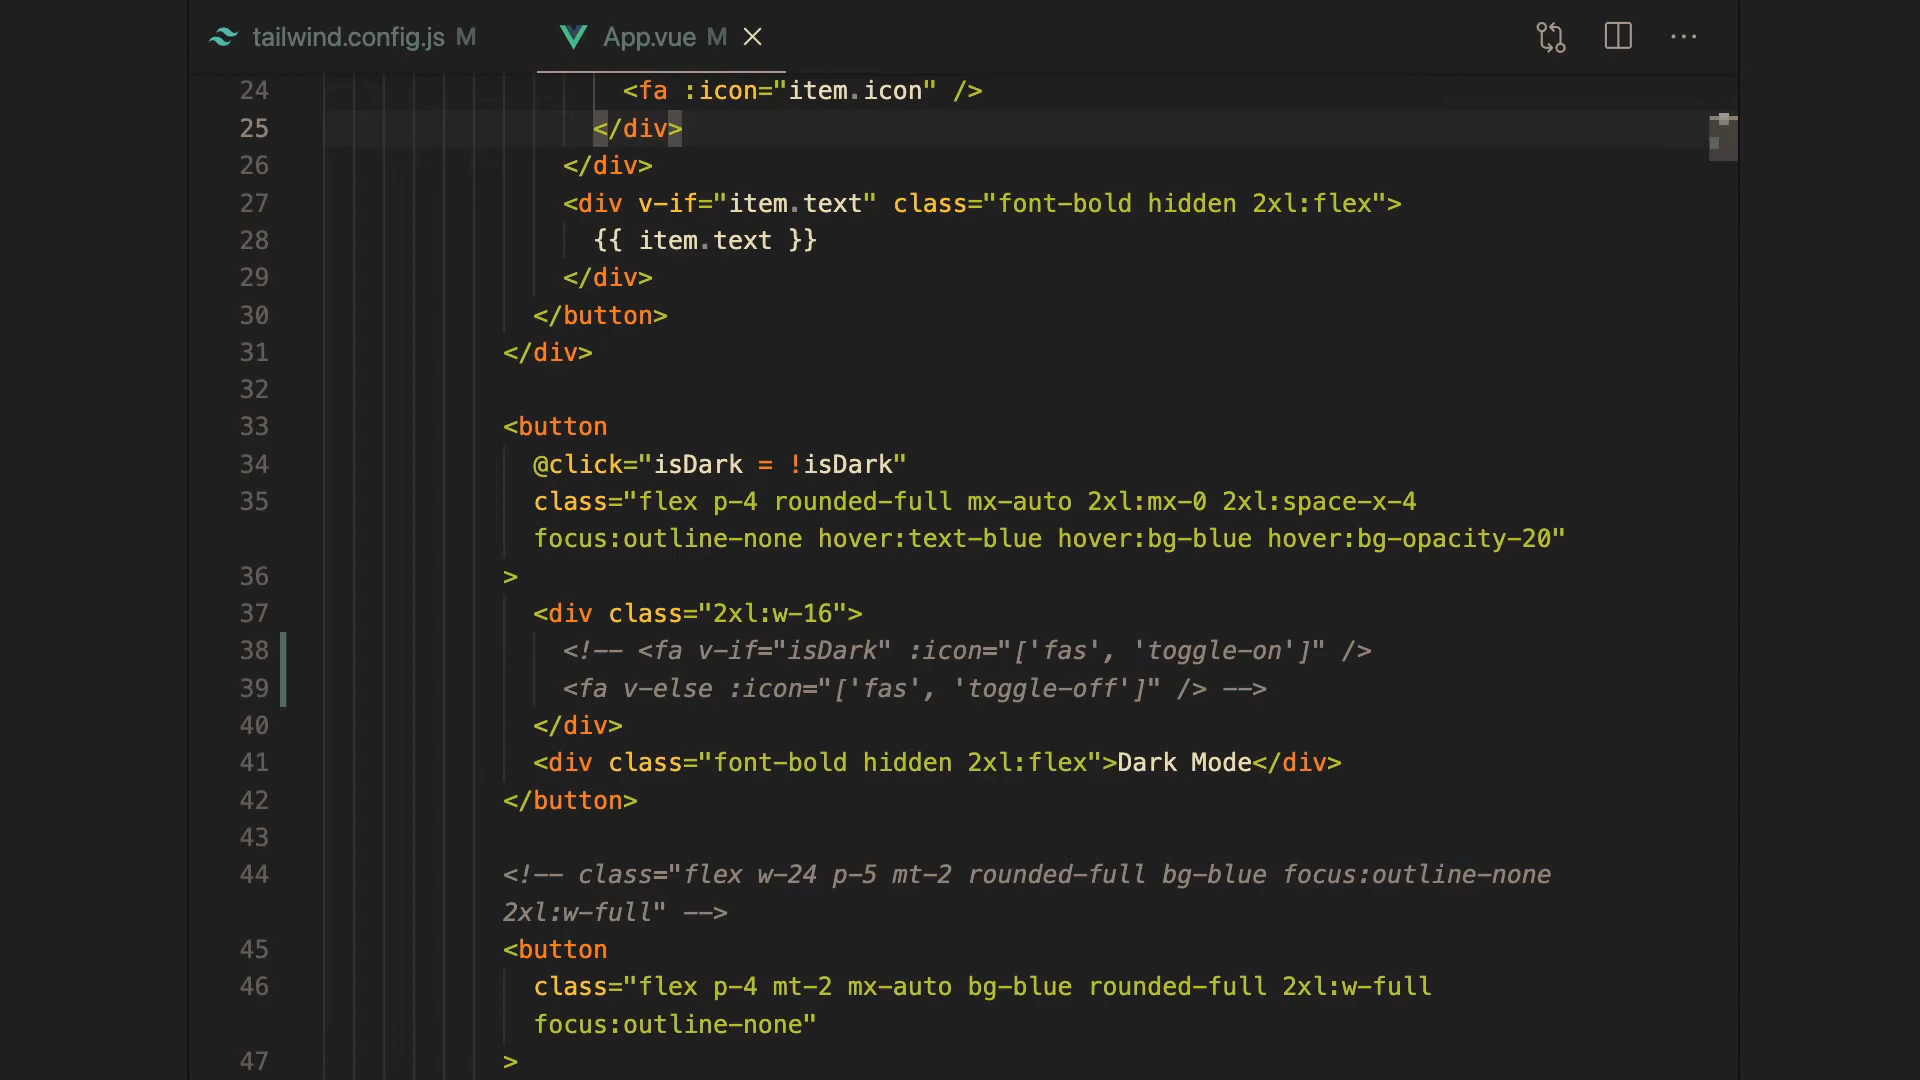 tailwind.config.js M
App.vue M
24 <fa :icon="item.icon" />
25 </div>
26 </div>
27 <div v-if="item.text" class="font-bold hidden 2xl:flex">
28 {{ item.text }}
29 </div>
30 </button>
31 </div>
32
33 <button
34 @click="isDark = !isDark"
35 class="flex p-4 rounded-full mx-auto 2xl:mx-0 2xl:space-x-4
focus:outline-none hover:text-blue hover:bg-blue hover:bg-opacity-20"
36 >
37 <div class="2xl:w-16">
38 <!-- <fa v-if="isDark" :icon="['fas', 'toggle-on']" />
39 <fa v-else :icon="['fas', 'toggle-off']" /> -->
40 </div>
41 <div class="font-bold hidden 2xl:flex">Dark Mode</div>
42 </button>
43
44 <!-- class="flex w-24 p-5 mt-2 rounded-full bg-blue focus:outline-none
2xl:w-full" -->
45 <button
46 class="flex p-4 mt-2 mx-auto bg-blue rounded-full 2xl:w-full
focus:outline-none"
47 >